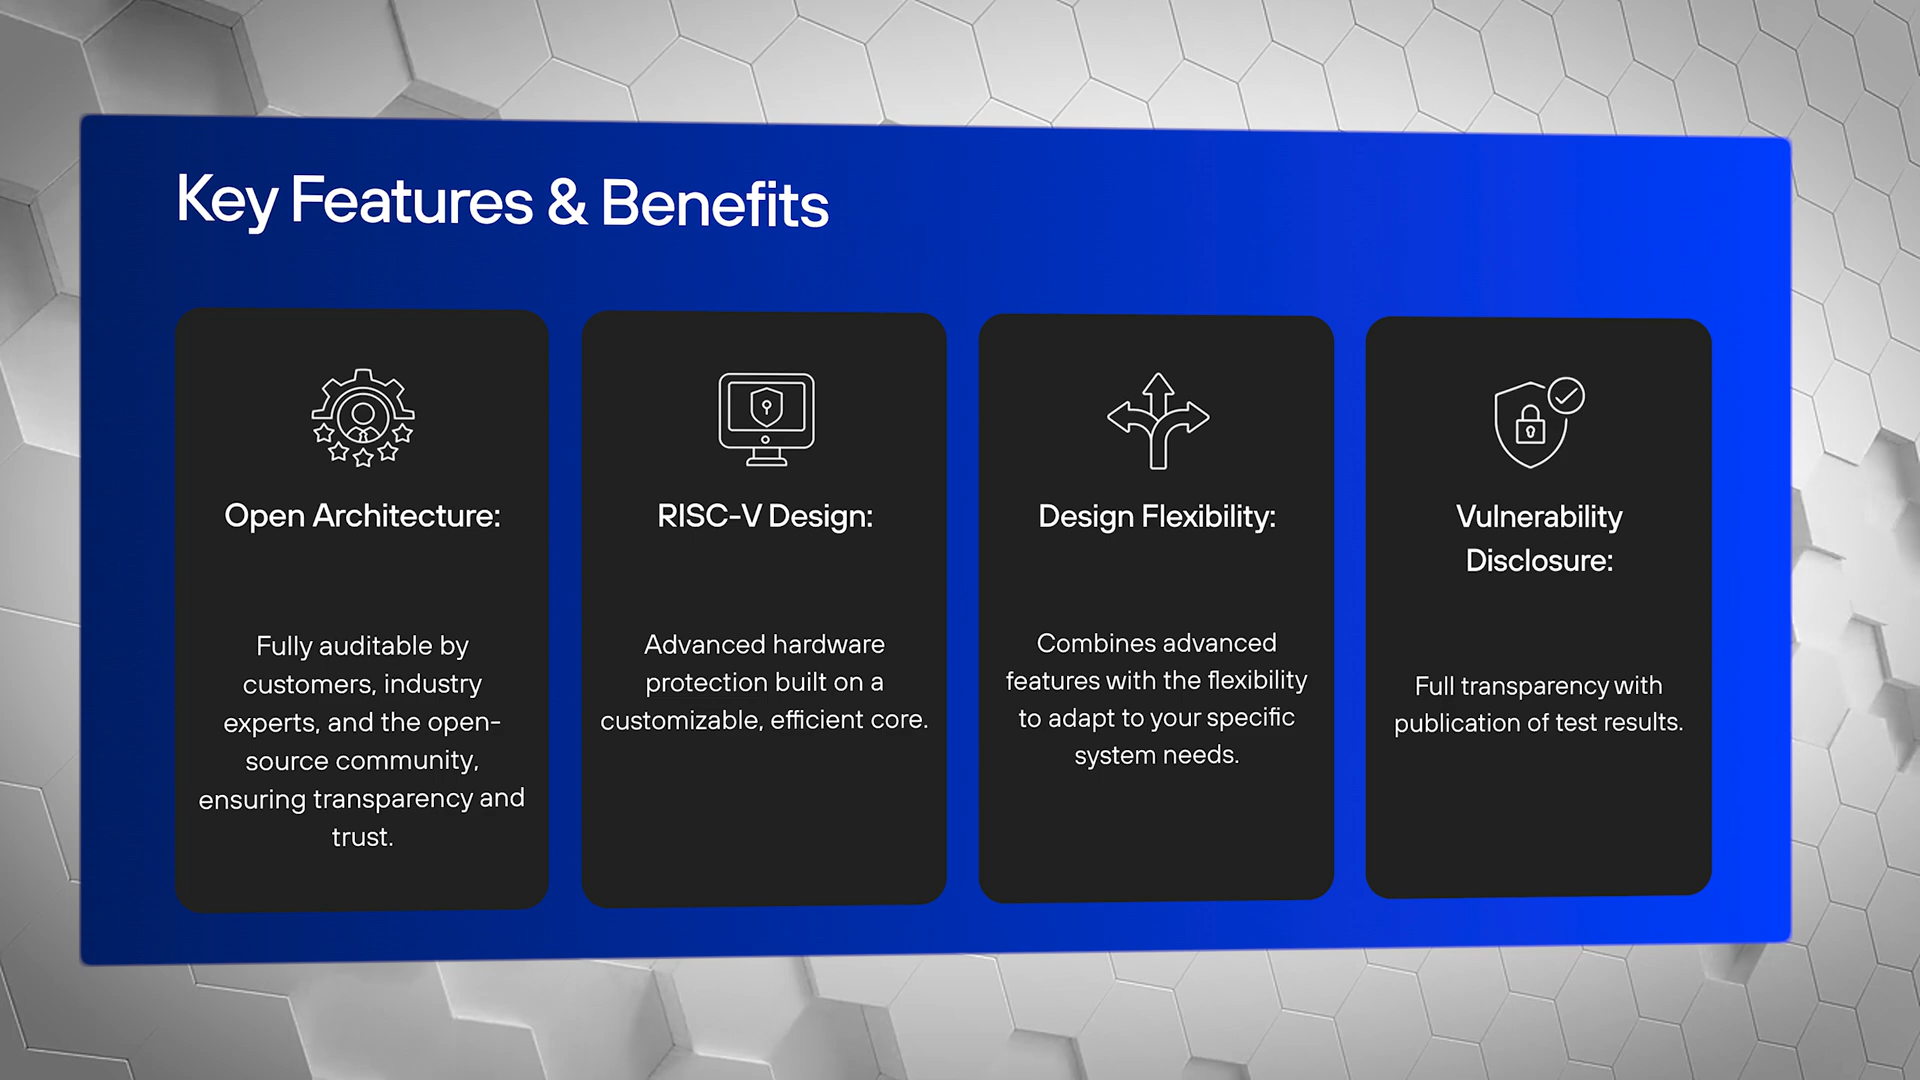 Key Features & Benefits
Open Architecture:
Fully auditable by
customers, industry
experts, and the open-
source community,
ensuring transparency and
trust.
RISC-V Design:
Advanced hardware
protection built on a
customizable, efficient core.
Design Flexibility:
Combines advanced
features with the flexibility
to adapt to your specific
system needs.
Vulnerability
Disclosure:
Full transparency with
publication of test results.